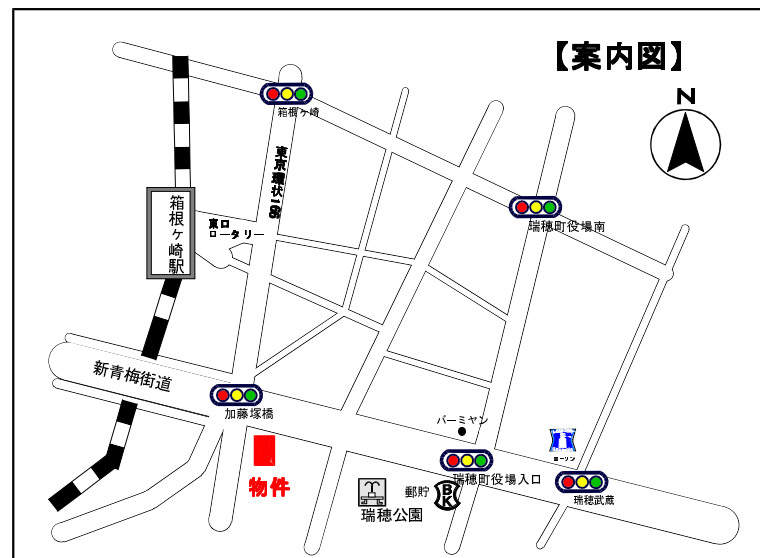 【案内図】
N
箱根ヶ崎
東京環状166
瑞穂町役場南
箱根ヶ崎駅
東口
ロータリー
新青梅街道
加藤塚橋
バーミヤン
ローソン
物件
瑞穂町役場入口
郵貯
BK
瑞穂公園
瑞穂武蔵